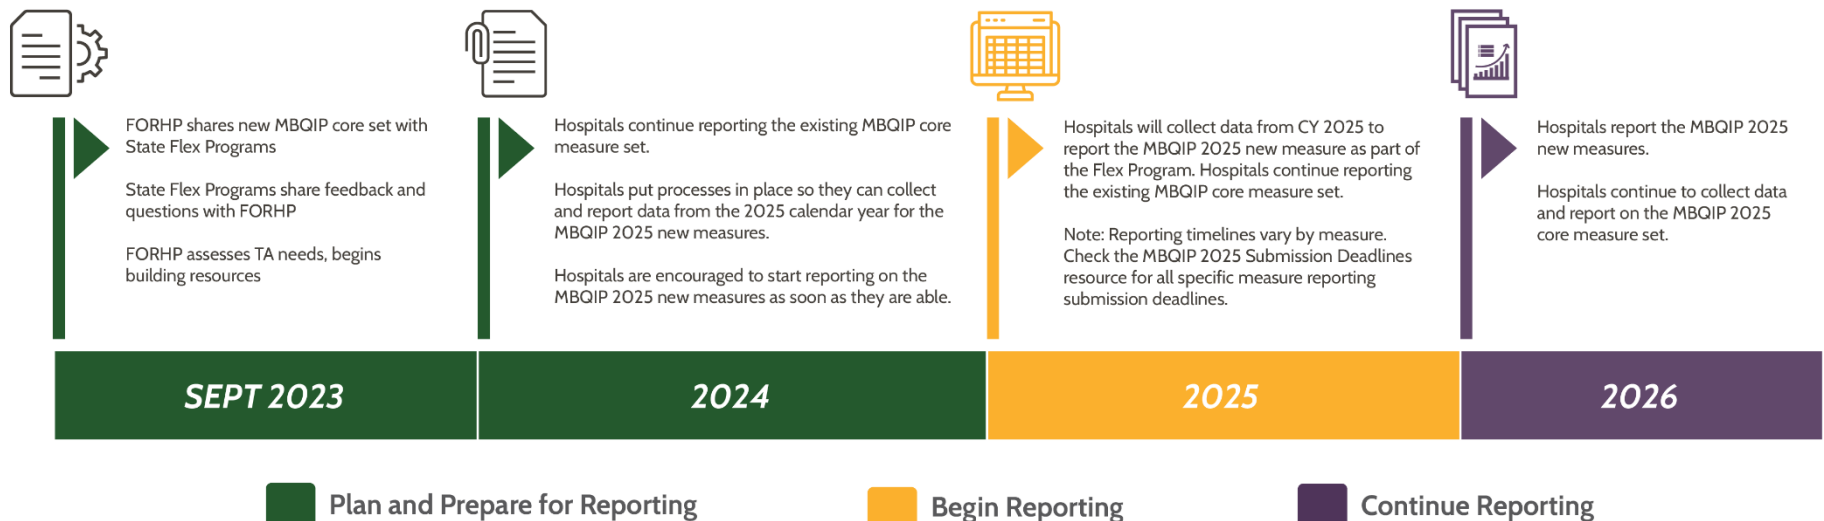 FORHP shares new MBQIP core set with
State Flex Programs
State Flex Programs share feedback and
questions with FORHP
FORHP assesses TA needs, begins
building resources
Hospitals continue reporting the existing MBQIP core
measure set.
Hospitals put processes in place so they can collect
and report data from the 2025 calendar year for the
MBQIP 2025 new measures.
Hospitals are encouraged to start reporting on the
MBQIP 2025 new measures as soon as they are able.
Hospitals will collect data from CY 2025 to
report the MBQIP 2025 new measure as part of
the Flex Program. Hospitals continue reporting
the existing MBQIP core measure set.
Note: Reporting timelines vary by measure.
Check the MBQIP 2025 Submission Deadlines
resource for all specific measure reporting
submission deadlines.
Hospitals report the MBQIP 2025
new measures.
Hospitals continue to collect data
and report on the MBQIP 2025
core measure set.
SEPT 2023
2024
2025
2026
Plan and Prepare for Reporting
Begin Reporting
Continue Reporting